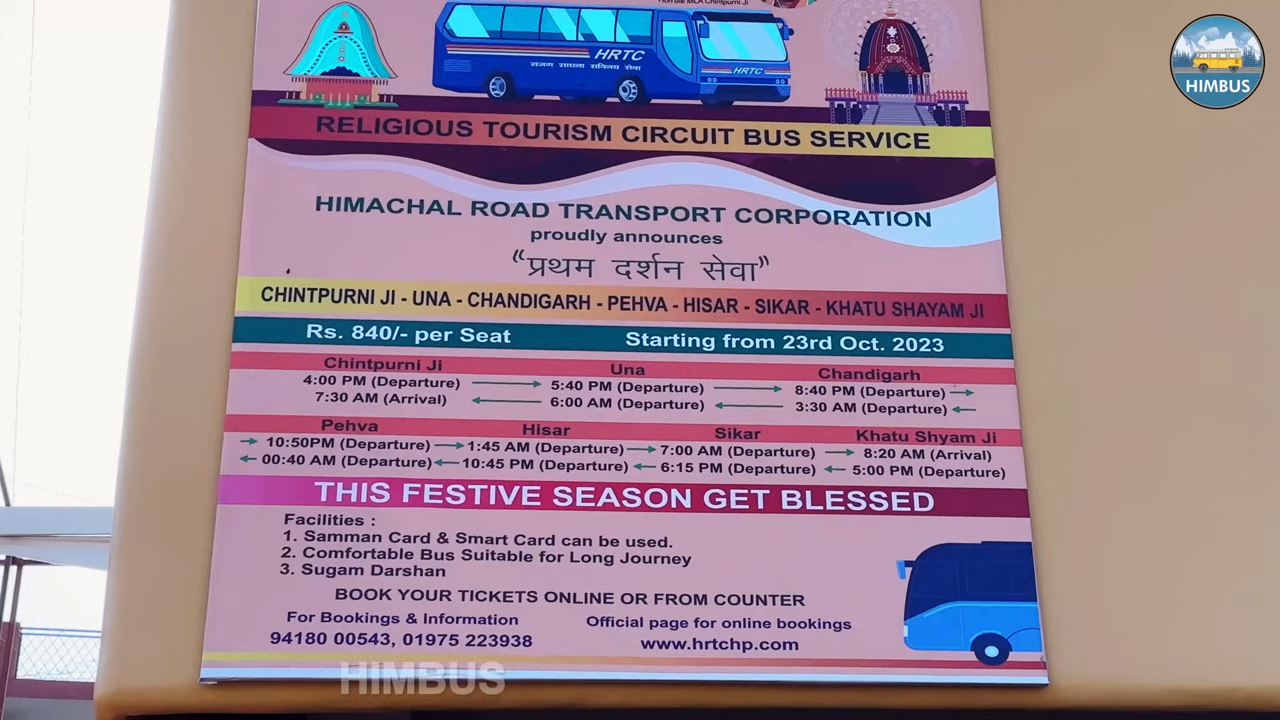 Hon'ble MLA Chintpurni Ji
HRTC
HRTC
HIMBUS
RELIGIOUS TOURISM CIRCUIT BUS SERVICE
HIMACHAL ROAD TRANSPORT CORPORATION
proudly announces
“प्रथम दर्शन सेवा”
CHINTPURNI JI - UNA - CHANDIGARH - PEHVA - HISAR - SIKAR - KHATU SHAYAM JI
Rs. 840/- per Seat Starting from 23rd Oct. 2023
Chintpurni Ji Una Chandigarh
4:00 PM (Departure) 5:40 PM (Departure) 8:40 PM (Departure)
7:30 AM (Arrival) 6:00 AM (Departure) 3:30 AM (Departure)
Pehva Hisar Sikar Khatu Shyam Ji
10:50PM (Departure) 1:45 AM (Departure) 7:00 AM (Departure) 8:20 AM (Arrival)
00:40 AM (Departure) 10:45 PM (Departure) 6:15 PM (Departure) 5:00 PM (Departure)
THIS FESTIVE SEASON GET BLESSED
Facilities :
1. Samman Card & Smart Card can be used.
2. Comfortable Bus Suitable for Long Journey
3. Sugam Darshan
BOOK YOUR TICKETS ONLINE OR FROM COUNTER
For Bookings & Information Official page for online bookings
94180 00543, 01975 223938 www.hrtchp.com
HIMBUS